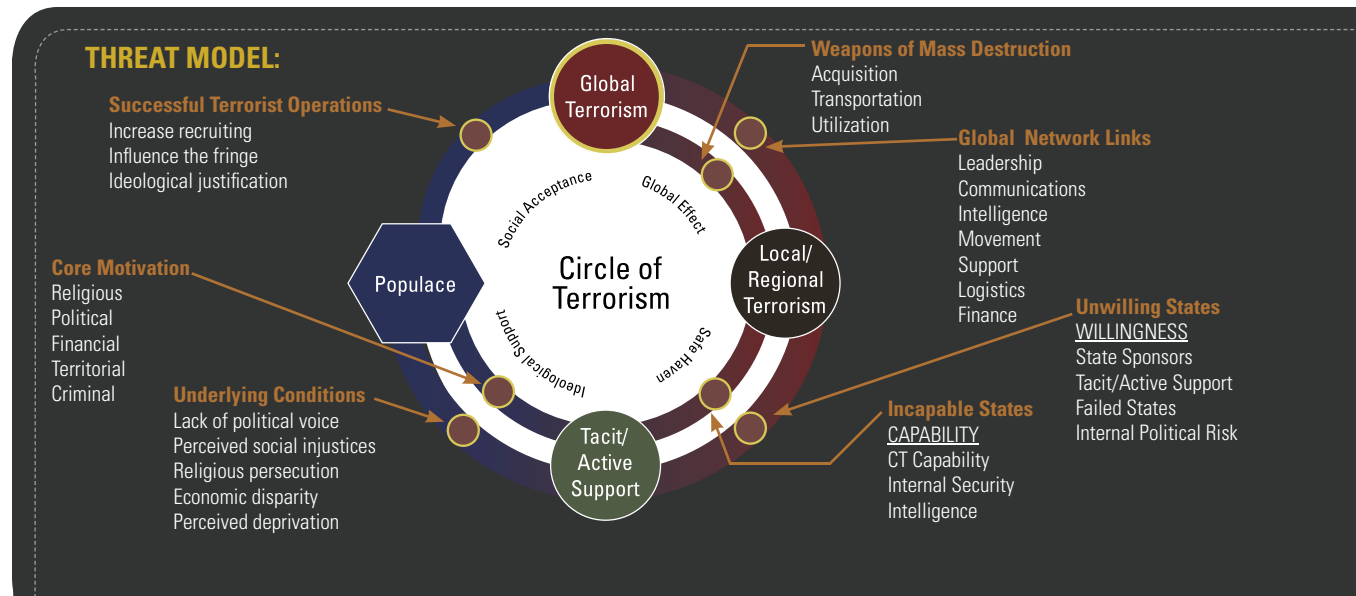 THREAT MODEL:
Successful Terrorist Operations
Increase recruiting
Influence the fringe
Ideological justification
Core Motivation
Religious
Political
Financial
Territorial
Criminal
Underlying Conditions
Lack of political voice
Perceived social injustices
Religious persecution
Economic disparity
Perceived deprivation
Global
Terrorism
Populace
Social Acceptance
Global Effect
Circle of
Terrorism
Ideological Support
Safe Haven
Local/
Regional
Terrorism
Tacit/
Active
Support
Weapons of Mass Destruction
Acquisition
Transportation
Utilization
Global Network Links
Leadership
Communications
Intelligence
Movement
Support
Logistics
Finance
Unwilling States
WILLINGNESS
State Sponsors
Tacit/Active Support
Failed States
Internal Political Risk
Incapable States
CAPABILITY
CT Capability
Internal Security
Intelligence